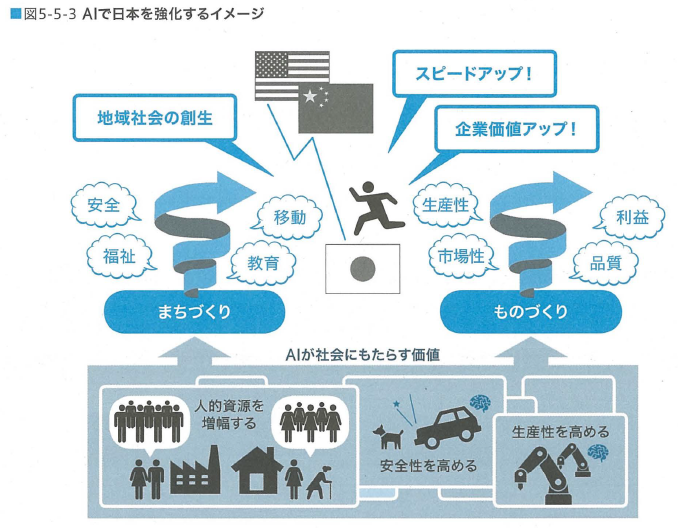 ■図5-5-3 AIで日本を強化するイメージ
スピードアップ！
地域社会の創生
企業価値アップ！
安全
移動
福祉
教育
生産性
利益
市場性
品質
まちづくり
ものづくり
AIが社会にもたらす価値
人的資源を
増幅する
安全性を高める
生産性を高める